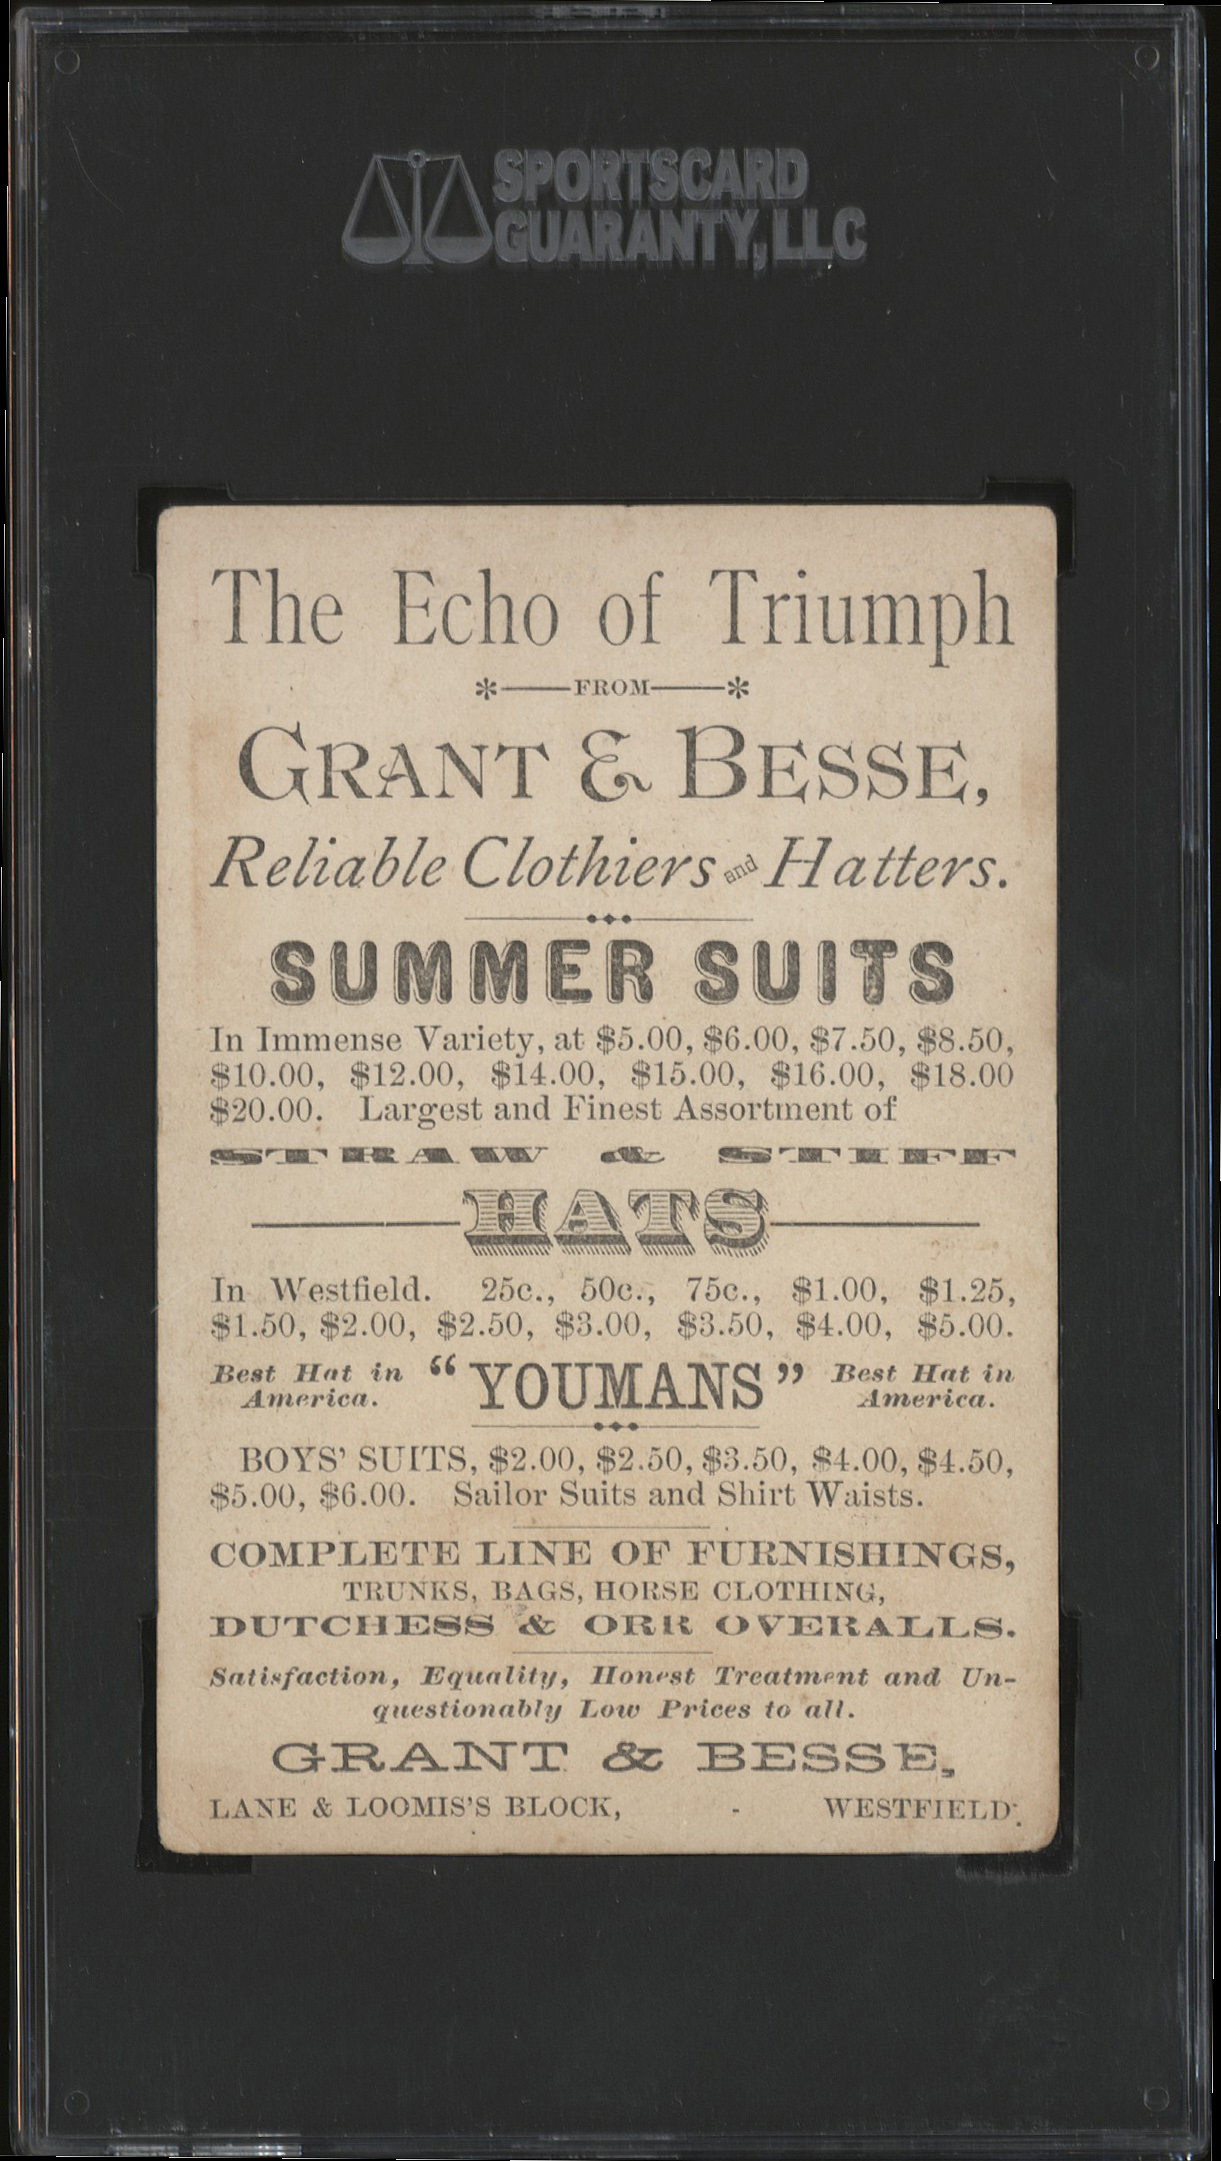 SPORTSCARD
GUARANTY, LLC
The Echo of Triumph
*——FROM——*
GRANT & BESSE,
Reliable Clothiers and Hatters.
SUMMER SUITS
In Immense Variety, at $5.00, $6.00, $7.50, $8.50,
$10.00, $12.00, $14.00, $15.00, $16.00, $18.00
$20.00. Largest and Finest Assortment of
STRAW & STIFF
HATS
In Westfield. 25c., 50c., 75c., $1.00, $1.25,
$1.50, $2.00, $2.50, $3.00, $3.50, $4.00, $5.00.
Best Hat in America. "YOUMANS" Best Hat in America.
BOYS' SUITS, $2.00, $2.50, $3.50, $4.00, $4.50,
$5.00, $6.00. Sailor Suits and Shirt Waists.
COMPLETE LINE OF FURNISHINGS,
TRUNKS, BAGS, HORSE CLOTHING,
DUTCHESS & ORR OVERALLS.
Satisfaction, Equality, Honest Treatment and Un-
questionably Low Prices to all.
GRANT & BESSE,
LANE & LOOMIS'S BLOCK, - WESTFIELD.